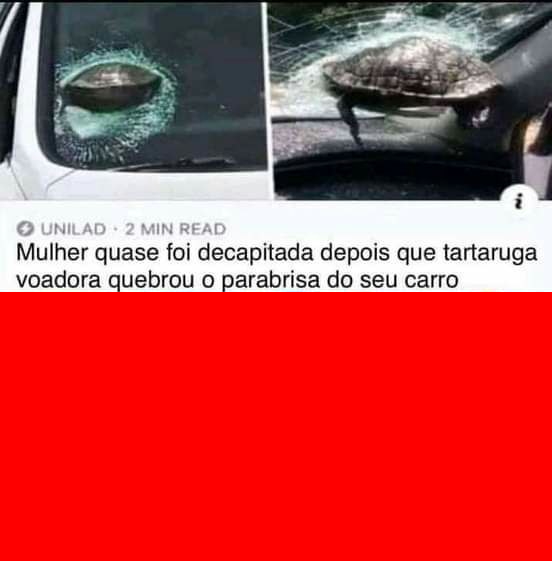 UNILAD · 2 MIN READ
Mulher quase foi decapitada depois que tartaruga
voadora quebrou o parabrisa do seu carro